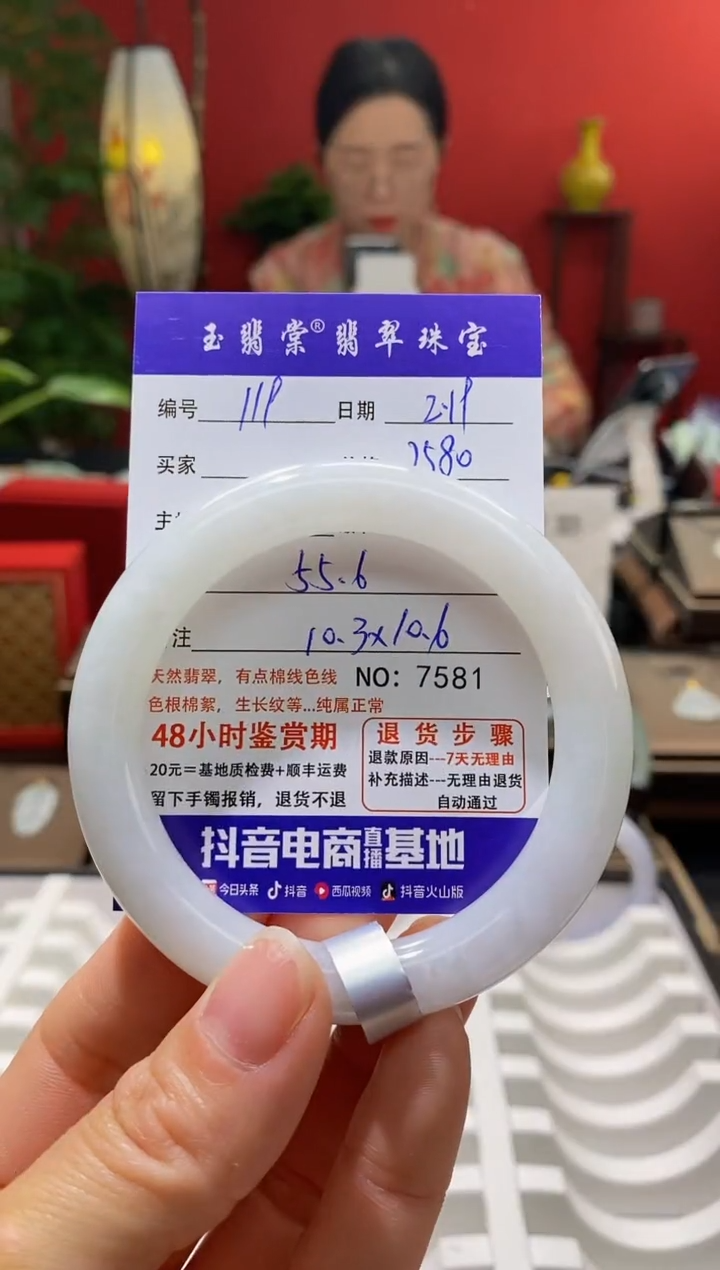 玉翡棠®翡翠珠宝
编号 119 日期 2.19
买家 7580
55.6
注 10.3x10.6
天然翡翠，有点棉线色线 NO: 7581
色根棉絮，生长纹等...纯属正常
48小时鉴赏期
20元＝基地质检费+顺丰运费
留下手镯报销，退货不退
退货步骤
退款原因---7天无理由
补充描述---无理由退货
自动通过
抖音电商直播基地
今日头条 抖音 西瓜视频 抖音火山版